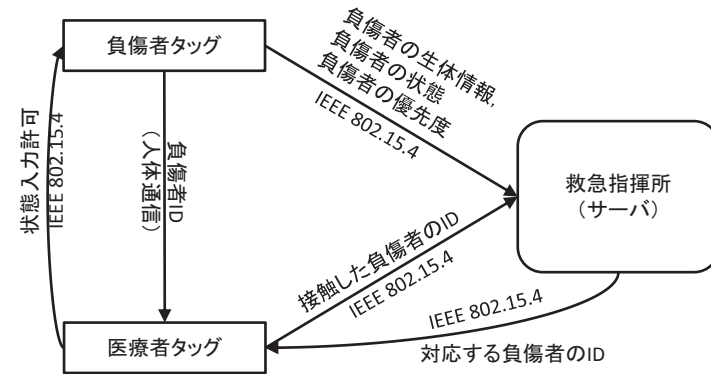 負傷者タッグ
負傷者の生体情報,
負傷者の状態
負傷者の優先度
IEEE 802.15.4
状態入力許可
IEEE 802.15.4
負傷者ID
（人体通信）
救急指揮所
（サーバ）
接触した負傷者のID
IEEE 802.15.4
IEEE 802.15.4
対応する負傷者のID
医療者タッグ